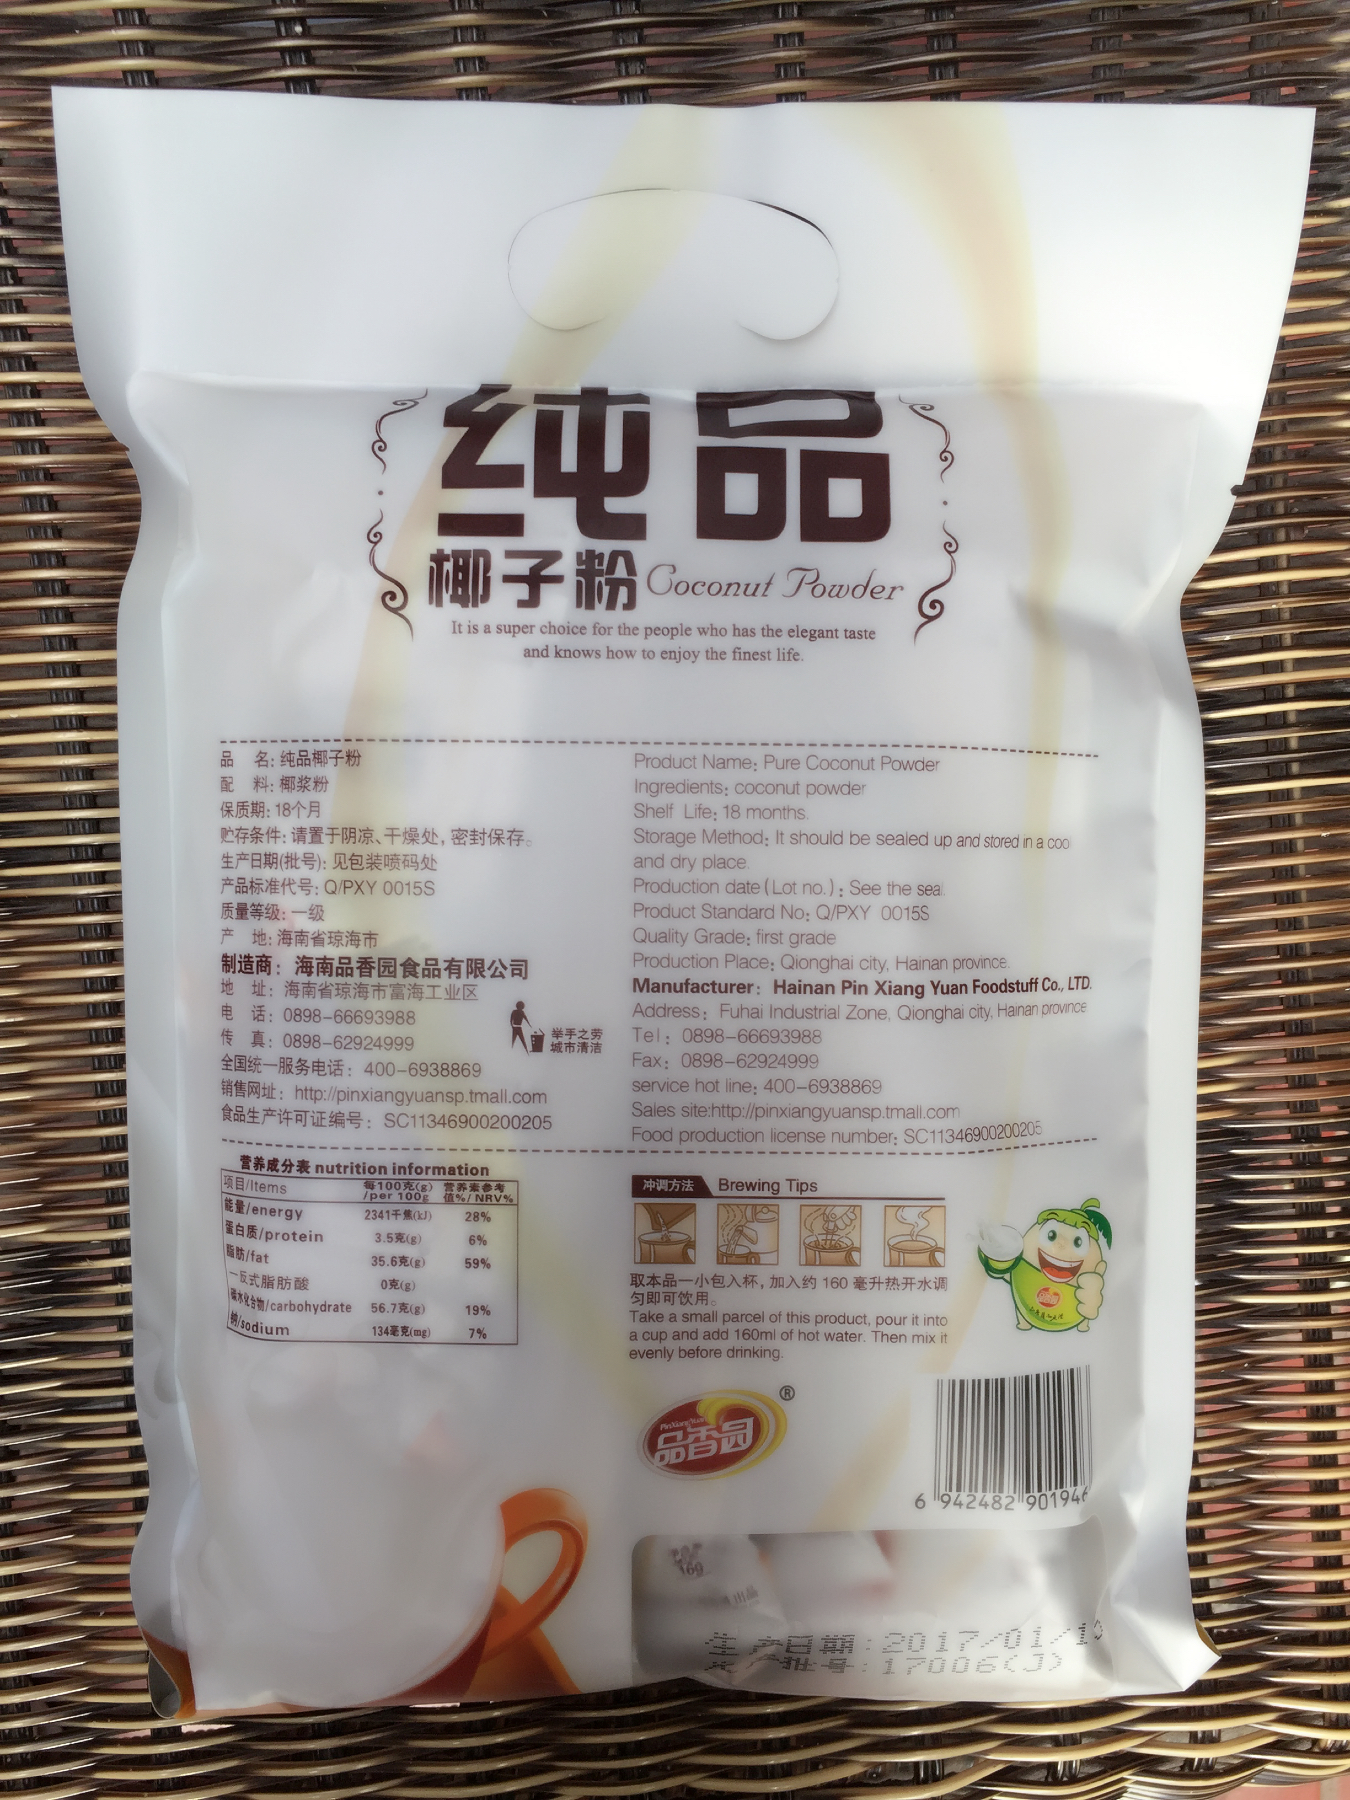 纯品
椰子粉 Coconut Powder
It is a super choice for the people who has the elegant taste
and knows how to enjoy the finest life.
品 名: 纯品椰子粉
配 料: 椰浆粉
保质期: 18个月
贮存条件: 请置于阴凉、干燥处, 密封保存。
生产日期(批号): 见包装喷码处
产品标准代号: Q/PXY 0015S
质量等级: 一级
产 地: 海南省琼海市
制造商: 海南品香园食品有限公司
地 址: 海南省琼海市富海工业区
电 话: 0898-66693988
传 真: 0898-62924999
全国统一服务电话: 400-6938869
销售网址: http://pinxiangyuansp.tmall.com
食品生产许可证编号: SC11346900200205
举手之劳
城市清洁
Product Name: Pure Coconut Powder
Ingredients: coconut powder
Shelf Life: 18 months.
Storage Method: It should be sealed up and stored in a coo
and dry place.
Production date (Lot no.): See the sea.
Product Standard No: Q/PXY 0015S
Quality Grade: first grade
Production Place: Qionghai city, Hainan province.
Manufacturer: Hainan Pin Xiang Yuan Foodstuff Co., LTD.
Address: Fuhai Industrial Zone, Qionghai city, Hainan province
Tel: 0898-66693988
Fax: 0898-62924999
service hot line: 400-6938869
Sales site:http://pinxiangyuansp.tmall.com
Food production license number: SC11346900200205
营养成分表 nutrition information
项目/Items 每100克(g)/per 100g 营养素参考值%/NRV%
能量/energy 2341千焦(kJ) 28%
蛋白质/protein 3.5克(g) 6%
脂肪/fat 35.6克(g) 59%
一反式脂肪酸 0克(g)
碳水化合物/carbohydrate 56.7克(g) 19%
钠/sodium 134毫克(mg) 7%
冲调方法 Brewing Tips
取本品一小包入杯, 加入约 160 毫升热开水调
匀即可饮用。
Take a small parcel of this product, pour it into
a cup and add 160ml of hot water. Then mix it
evenly before drinking.
品香园
PinXiangYuan
品香园 ®
6 942482 901946
16g
生产日期:2017/01/10
生产批号:17006(J)